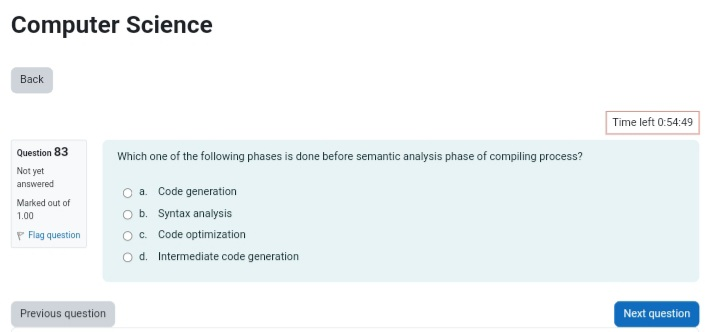 Computer Science
Back
Time left 0:54:49
Question 83
Not yet
answered
Marked out of
1.00
Flag question
Which one of the following phases is done before semantic analysis phase of compiling process?
a. Code generation
b. Syntax analysis
c. Code optimization
d. Intermediate code generation
Previous question
Next question